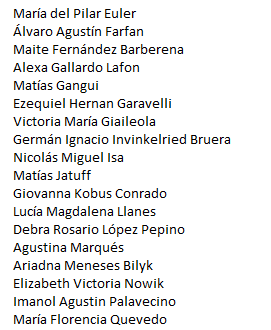 María del Pilar Euler
Álvaro Agustín Farfan
Maite Fernández Barberena
Alexa Gallardo Lafon
Matías Gangui
Ezequiel Hernan Garavelli
Victoria María Giaileola
Germán Ignacio Invinkelried Bruera
Nicolás Miguel Isa
Matías Jatuff
Giovanna Kobus Conrado
Lucía Magdalena Llanes
Debra Rosario López Pepino
Agustina Marqués
Ariadna Meneses Bilyk
Elizabeth Victoria Nowik
Imanol Agustin Palavecino
María Florencia Quevedo